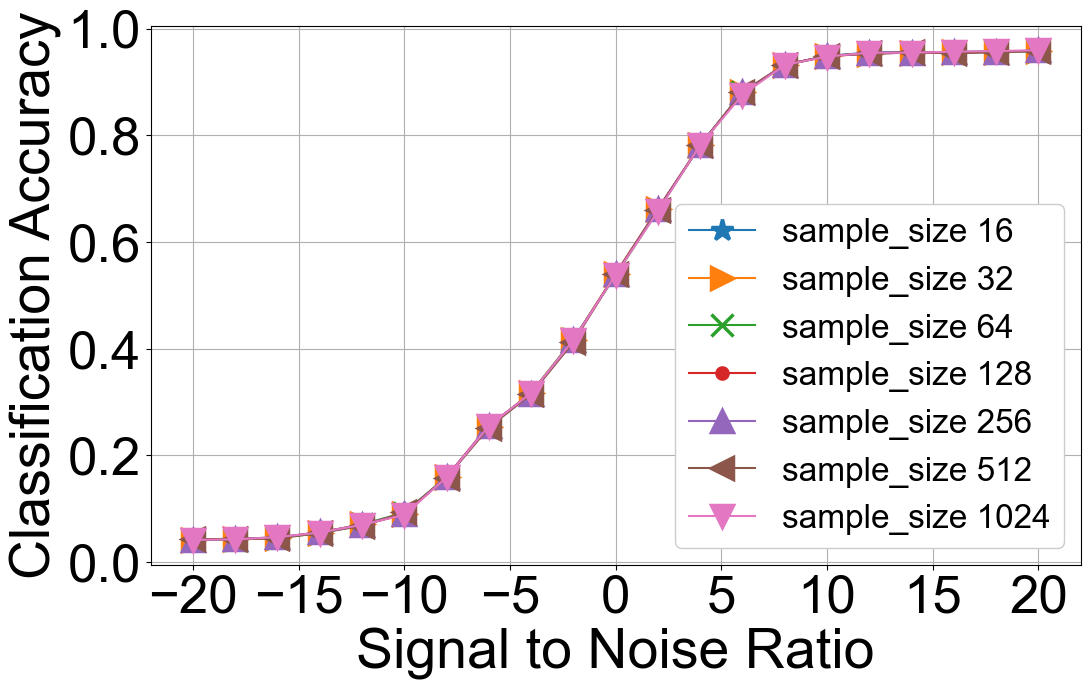 Classification Accuracy
1.0
0.8
0.6
0.4
0.2
0.0
−20 −15 −10 −5 0 5 10 15 20
Signal to Noise Ratio
sample_size 16
sample_size 32
sample_size 64
sample_size 128
sample_size 256
sample_size 512
sample_size 1024